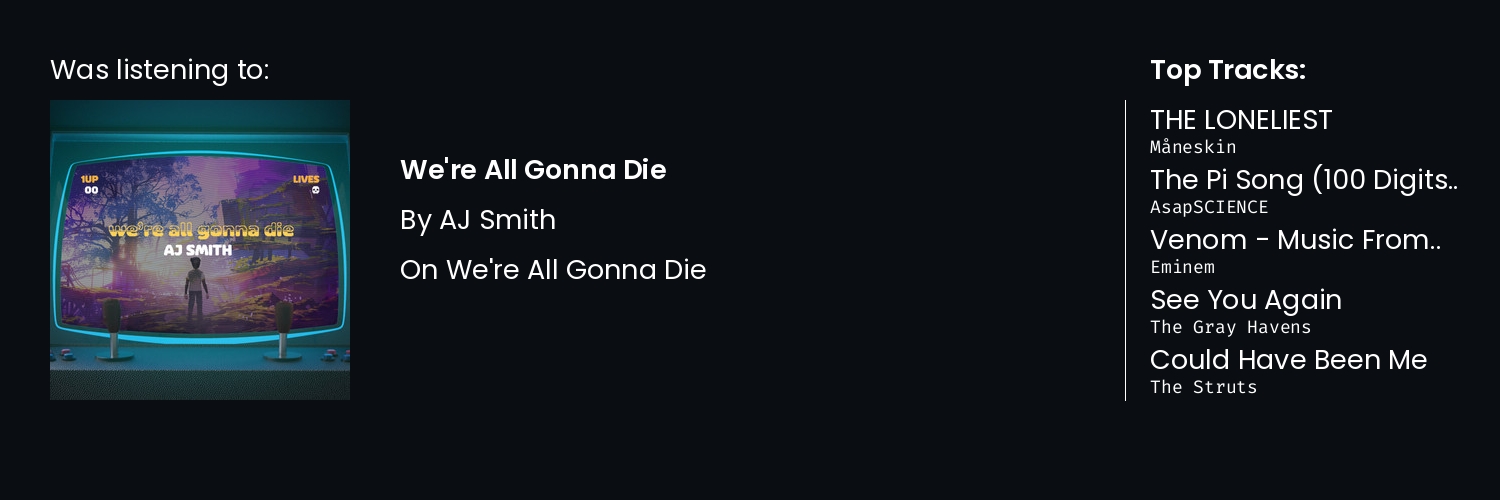 Was listening to:
1UP
00
LIVES
we're all gonna die
AJ SMITH
We're All Gonna Die
By AJ Smith
On We're All Gonna Die
Top Tracks:
THE LONELIEST
Måneskin
The Pi Song (100 Digits..
AsapSCIENCE
Venom - Music From..
Eminem
See You Again
The Gray Havens
Could Have Been Me
The Struts